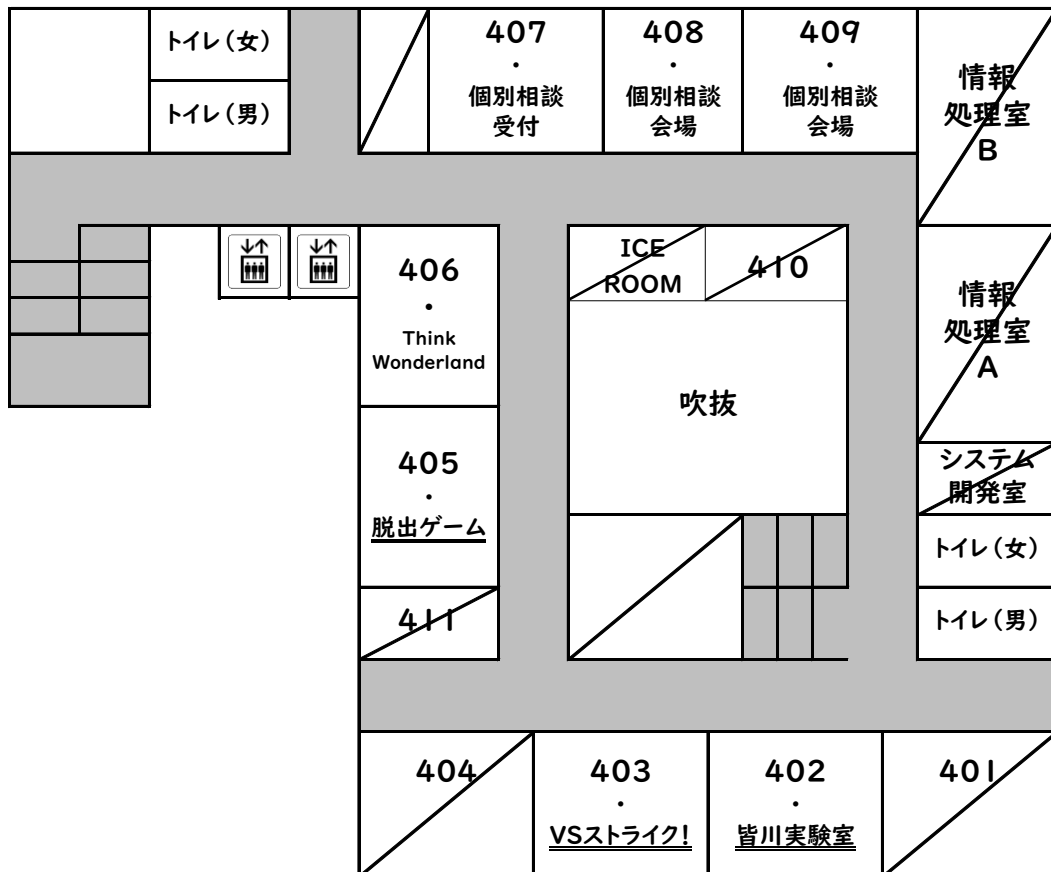 トイレ（女）
トイレ（男）
407
・
個別相談
受付
408
・
個別相談
会場
409
・
個別相談
会場
情報
処理室
B
406
・
Think
Wonderland
ICE
ROOM
410
情報
処理室
A
吹抜
405
・
脱出ゲーム
システム
開発室
トイレ（女）
411
トイレ（男）
404
403
・
VSストライク！
402
・
皆川実験室
401